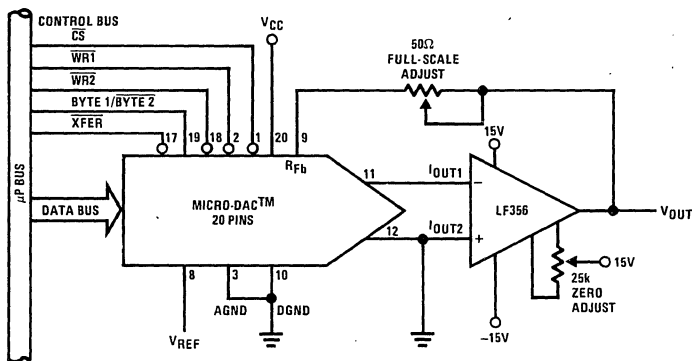 CONTROL BUS
CS
WR1
WR2
BYTE 1/BYTE 2
XFER
µP BUS
DATA BUS
VCC
50Ω
FULL-SCALE
ADJUST
17 19 18 2 1 20 9
RFb
MICRO-DAC™
20 PINS
11
IOUT1
12
IOUT2
8
3
10
VREF
AGND
DGND
15V
−
LF356
+
−15V
VOUT
15V
25k
ZERO
ADJUST